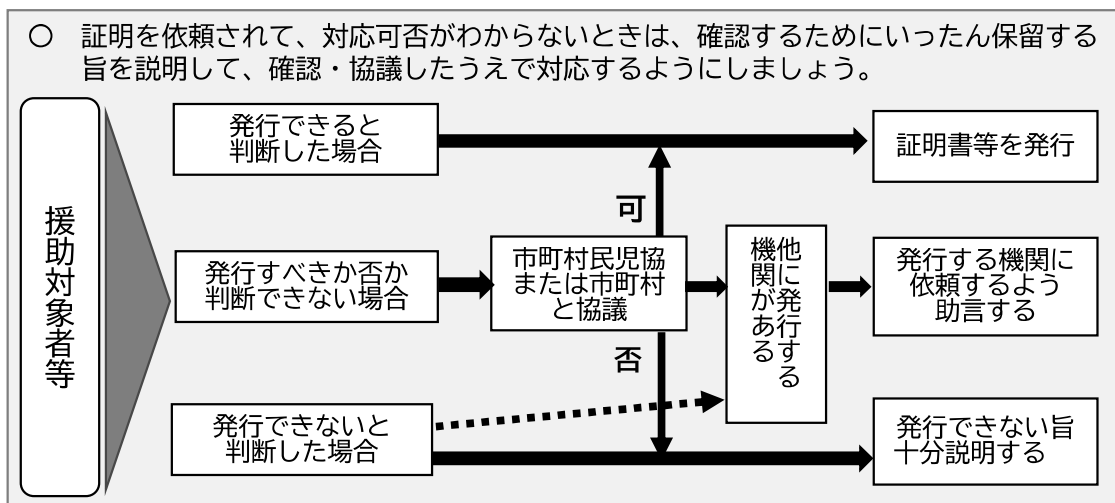 〇 証明を依頼されて、対応可否がわからないときは、確認するためにいったん保留する
旨を説明して、確認・協議したうえで対応するようにしましょう。
援助対象者等
発行できると
判断した場合
証明書等を発行
可
発行すべきか否か
判断できない場合
市町村民児協
または市町村
と協議
他に発行する
機関がある
発行する機関に
依頼するよう
助言する
否
発行できないと
判断した場合
発行できない旨
十分説明する